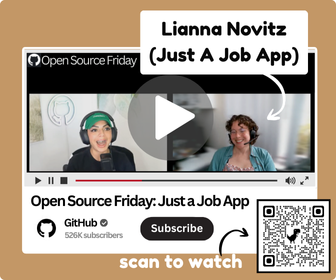 Lianna Novitz
(Just A Job App)
Open Source Friday
Open Source Friday: Just a Job App
GitHub
526K subscribers
Subscribe
scan to watch